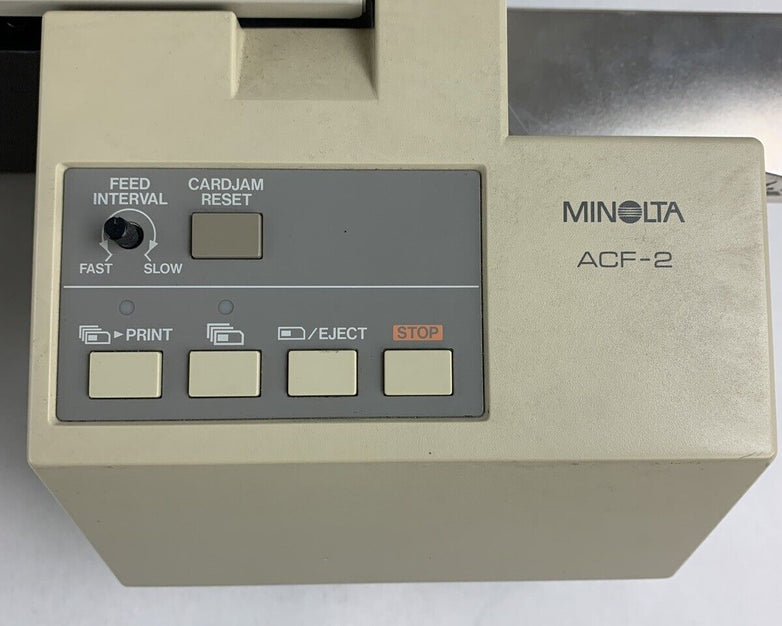 FEED
INTERVAL
CARDJAM
RESET
FAST
SLOW
MINOLTA
ACF-2
PRINT
/EJECT
STOP